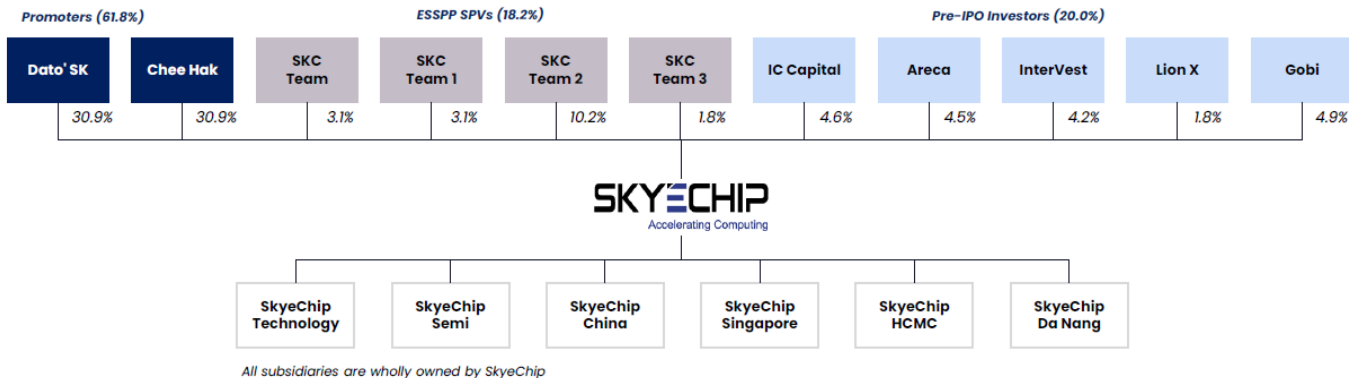 Promoters (61.8%)
ESSPP SPVs (18.2%)
Pre-IPO Investors (20.0%)
Dato' SK
Chee Hak
SKC
Team
SKC
Team 1
SKC
Team 2
SKC
Team 3
IC Capital
Areca
InterVest
Lion X
Gobi
30.9%
30.9%
3.1%
3.1%
10.2%
1.8%
4.6%
4.5%
4.2%
1.8%
4.9%
SKYECHIP
Accelerating Computing
SkyeChip
Technology
SkyeChip
Semi
SkyeChip
China
SkyeChip
Singapore
SkyeChip
HCMC
SkyeChip
Da Nang
All subsidiaries are wholly owned by SkyeChip